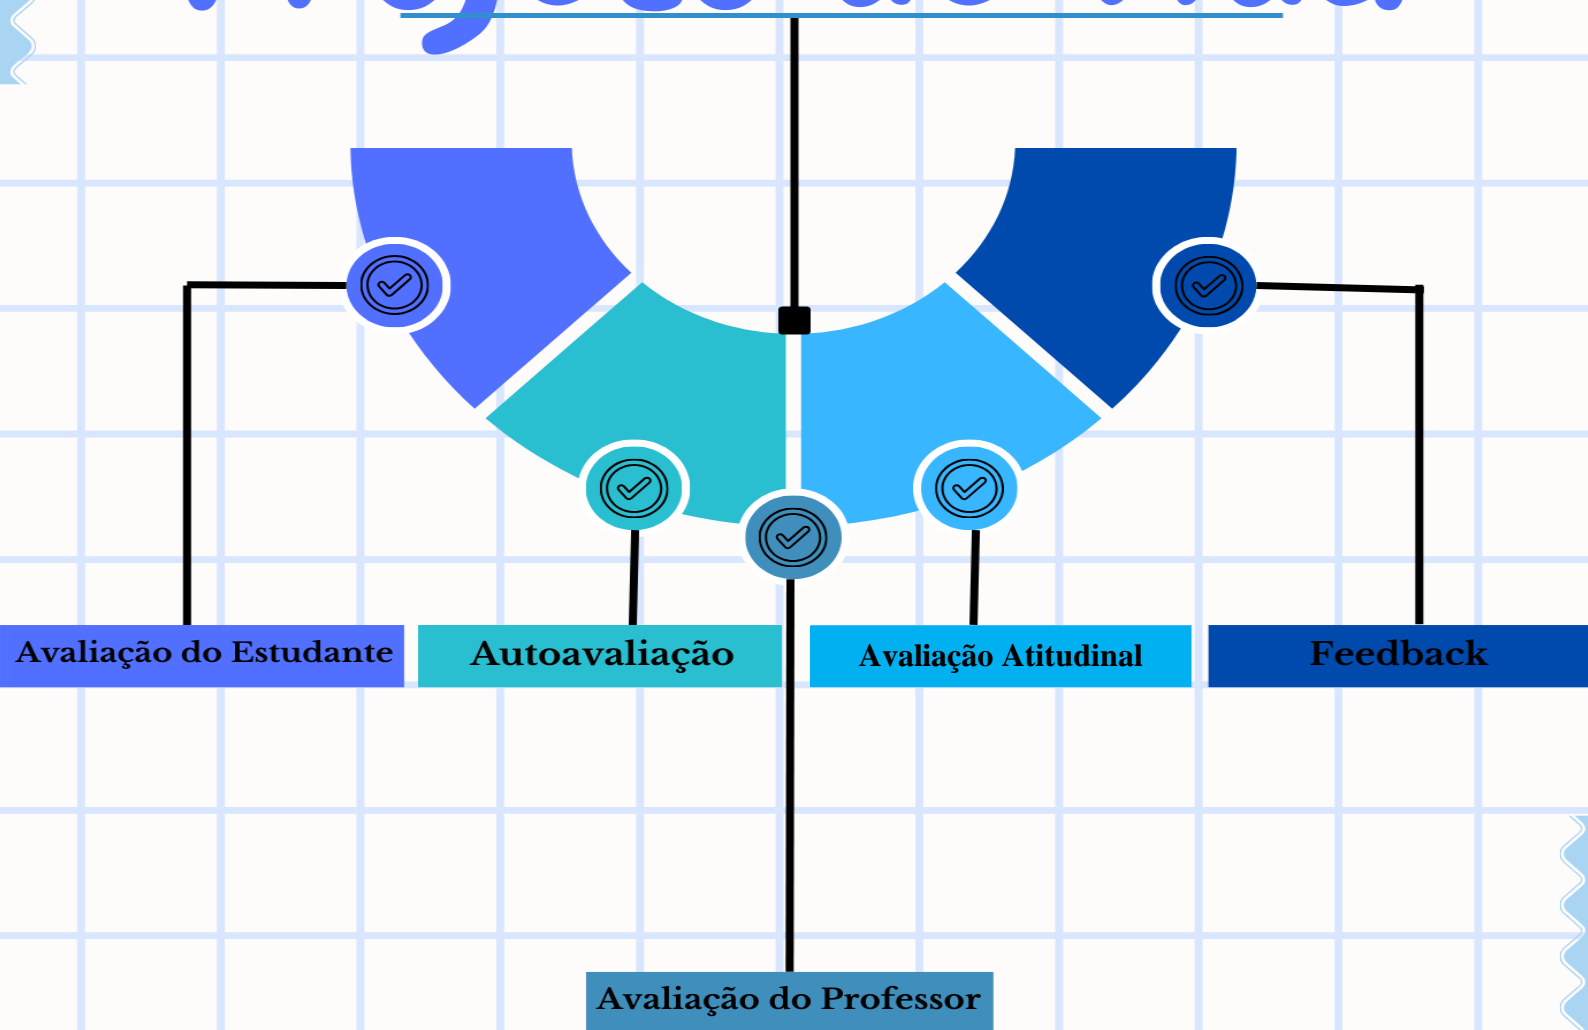 Avaliação do Estudante
Autoavaliação
Avaliação Atitudinal
Feedback
Avaliação do Professor